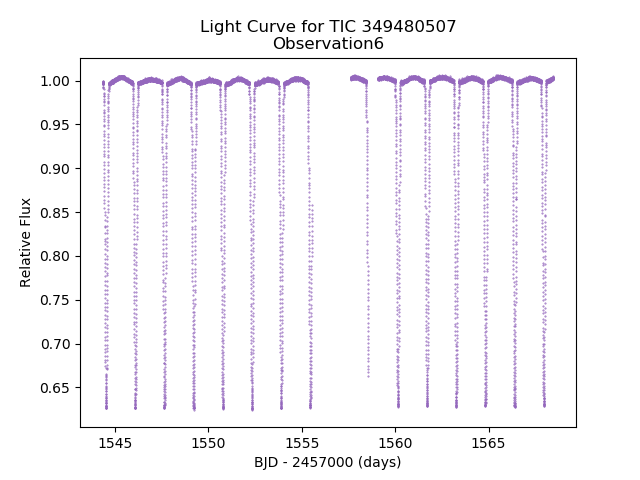 Light Curve for TIC 349480507
Observation6
Relative Flux
1.00
0.95
0.90
0.85
0.80
0.75
0.70
0.65
1545 1550 1555 1560 1565
BJD - 2457000 (days)